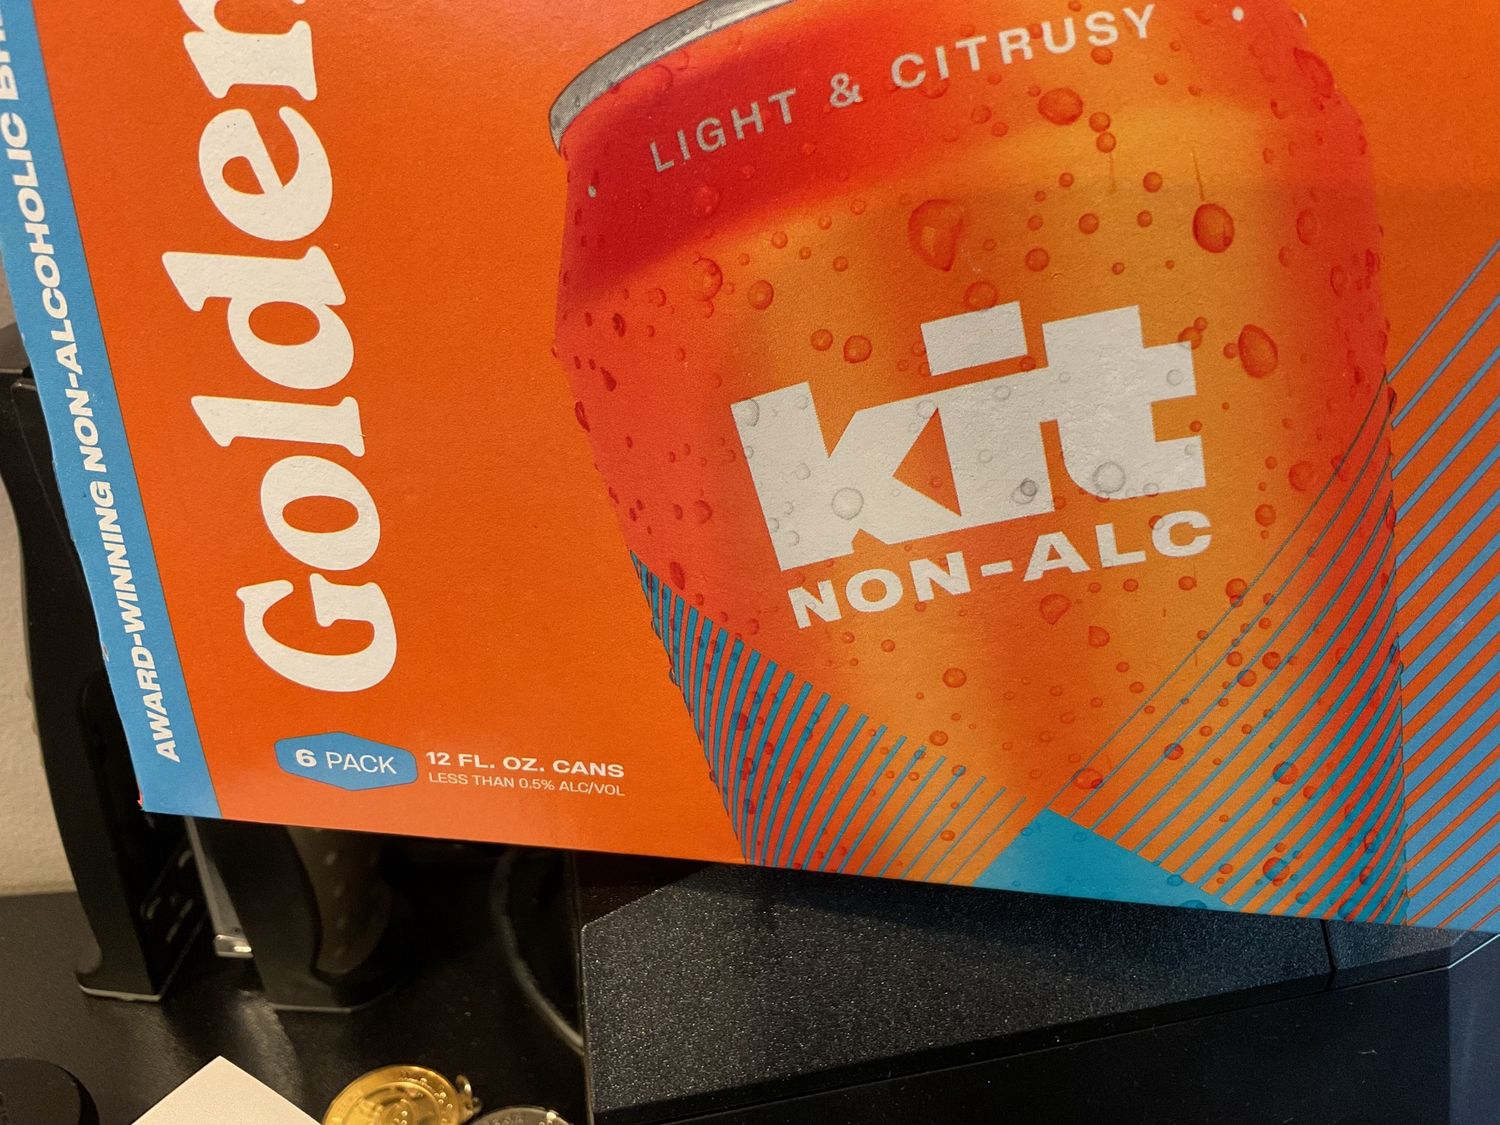 AWARD-WINNING NON-ALCOHOLIC
Golden
LIGHT & CITRUSY
kit
NON-ALC
6 PACK
12 FL. OZ. CANS
LESS THAN 0.5% ALC/VOL